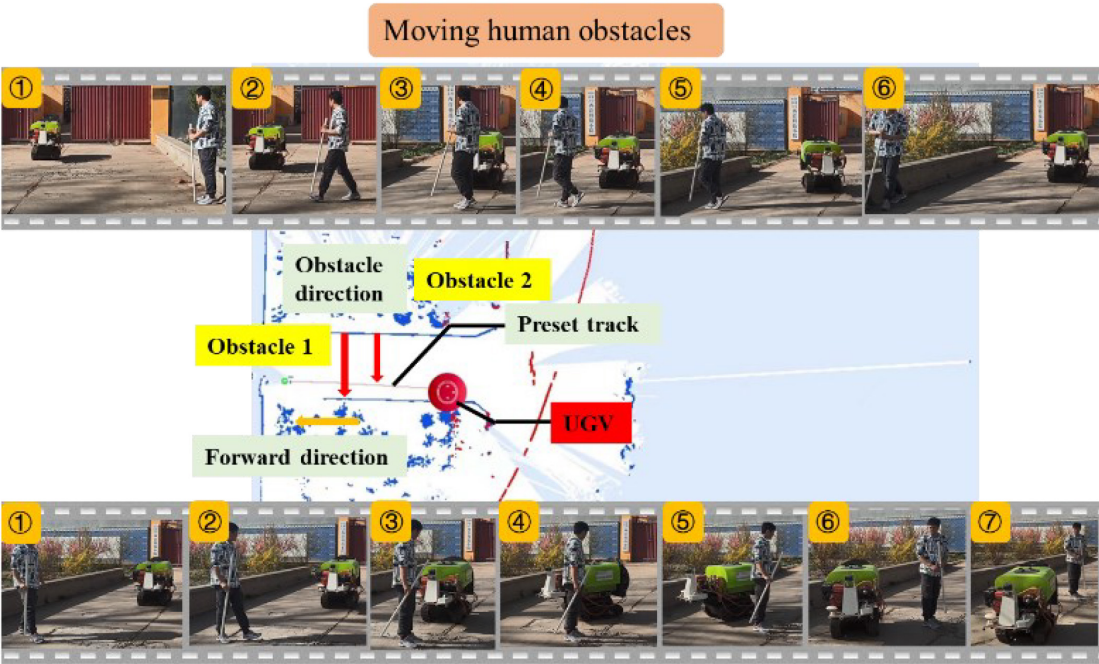 Moving human obstacles
① ② ③ ④ ⑤ ⑥
Obstacle
direction
Obstacle 2
Preset track
Obstacle 1
UGV
Forward direction
① ② ③ ④ ⑤ ⑥ ⑦